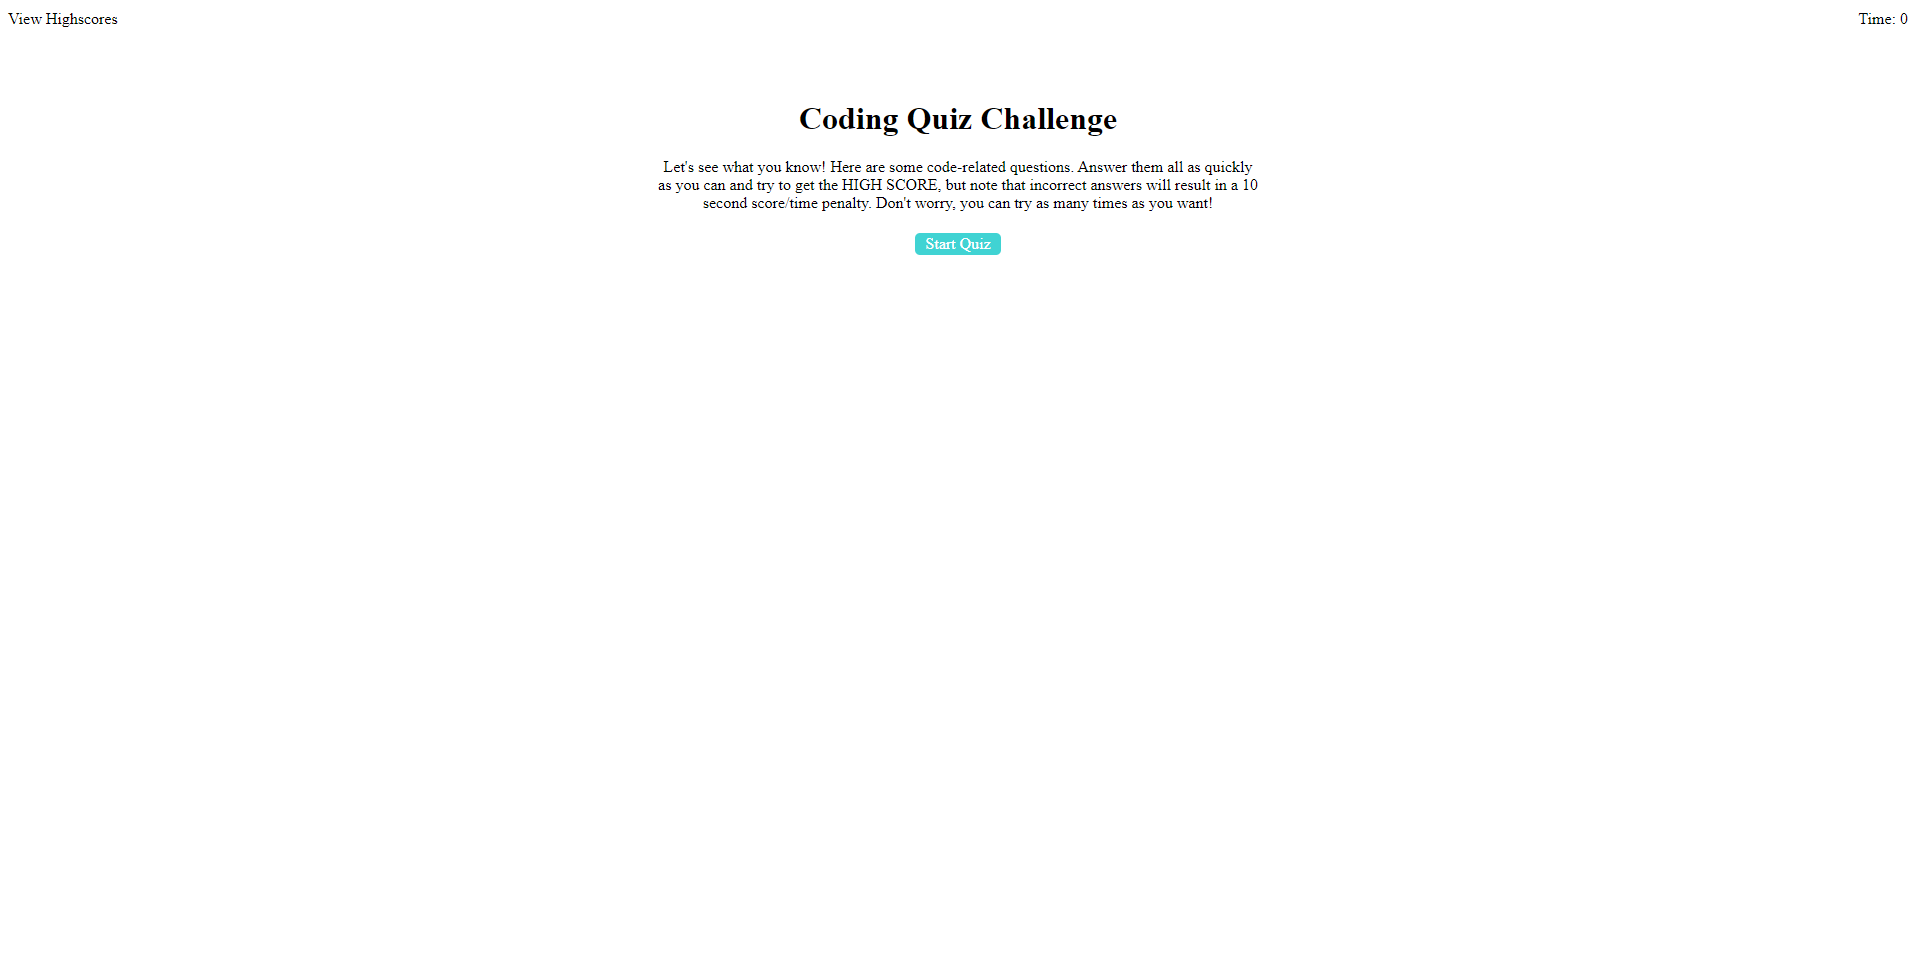 View Highscores
Time: 0
Coding Quiz Challenge
Let's see what you know! Here are some code-related questions. Answer them all as quickly
as you can and try to get the HIGH SCORE, but note that incorrect answers will result in a 10
second score/time penalty. Don't worry, you can try as many times as you want!
Start Quiz